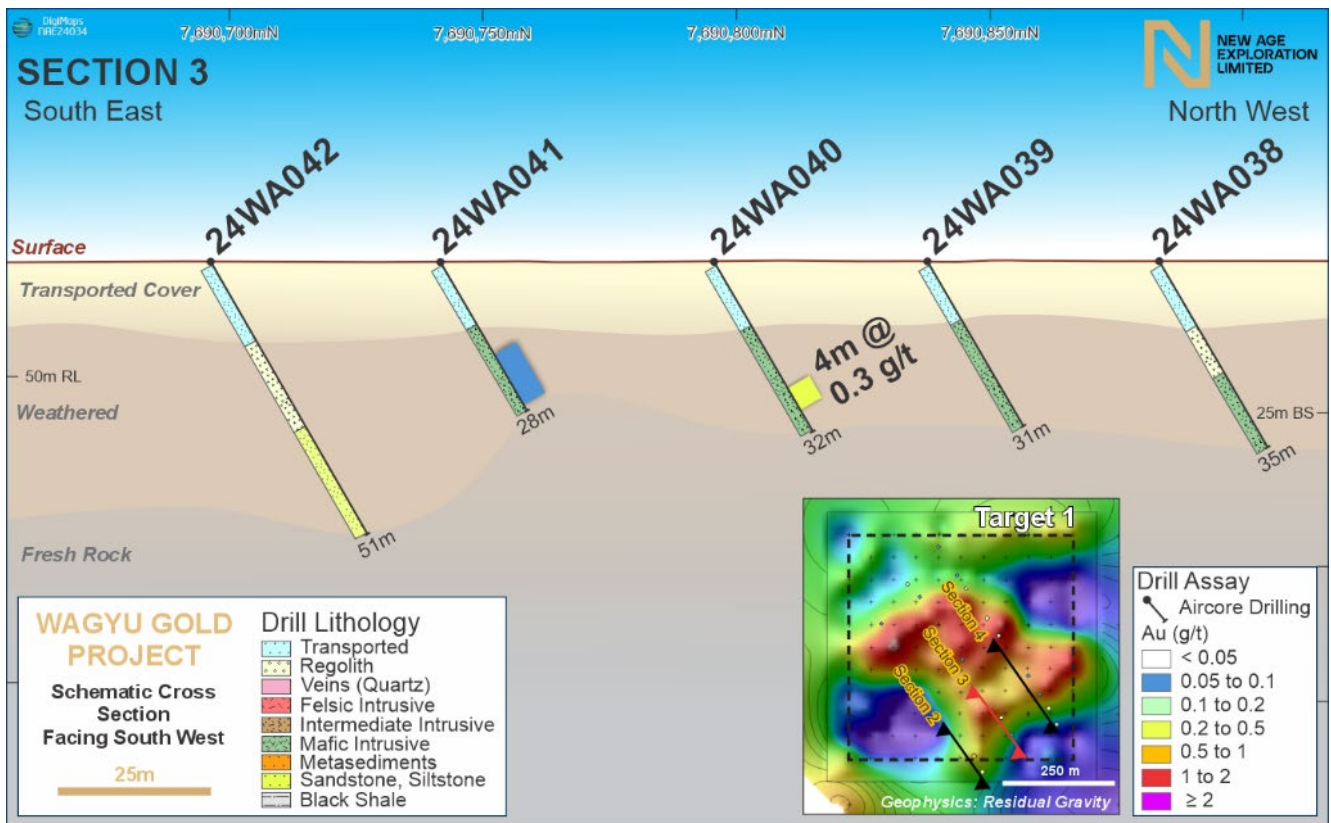 DigiMaps
NAE24034
7,690,700mN
7,690,750mN
7,690,800mN
7,690,850mN
SECTION 3
South East
NEW AGE
EXPLORATION
LIMITED
North West
24WA042
24WA041
24WA040
24WA039
24WA038
Surface
Transported Cover
50m RL
Weathered
4m @
0.3 g/t
25m BS
28m
32m
31m
35m
51m
Fresh Rock
WAGYU GOLD
PROJECT
Schematic Cross
Section
Facing South West
25m
Drill Lithology
Transported
Regolith
Veins (Quartz)
Felsic Intrusive
Intermediate Intrusive
Mafic Intrusive
Metasediments
Sandstone, Siltstone
Black Shale
Target 1
Section 4
Section 3
Section 2
250 m
Geophysics: Residual Gravity
Drill Assay
Aircore Drilling
Au (g/t)
< 0.05
0.05 to 0.1
0.1 to 0.2
0.2 to 0.5
0.5 to 1
1 to 2
≥ 2